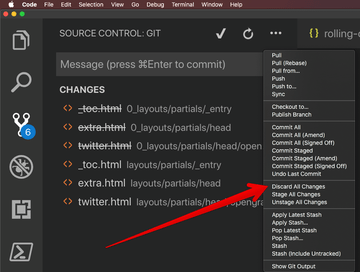 Code File Edit Selection View Go Debug Terminal Window Help
SOURCE CONTROL: GIT
{} rolling-
Message (press ⌘Enter to commit)
CHANGES
_toc.html 0_layouts/partials/_entry
extra.html 0_layouts/partials/head
twitter.html 0_layouts/partials/head/openg
_toc.html _layouts/partials/_entry
extra.html _layouts/partials/head
twitter.html _layouts/partials/head/opengra
6
Pull
Pull (Rebase)
Pull from...
Push
Push to...
Sync
Checkout to...
Publish Branch
Commit All
Commit All (Amend)
Commit All (Signed Off)
Commit Staged
Commit Staged (Amend)
Commit Staged (Signed Off)
Undo Last Commit
Discard All Changes
Stage All Changes
Unstage All Changes
Apply Latest Stash
Apply Stash...
Pop Latest Stash
Pop Stash...
Stash
Stash (Include Untracked)
Show Git Output